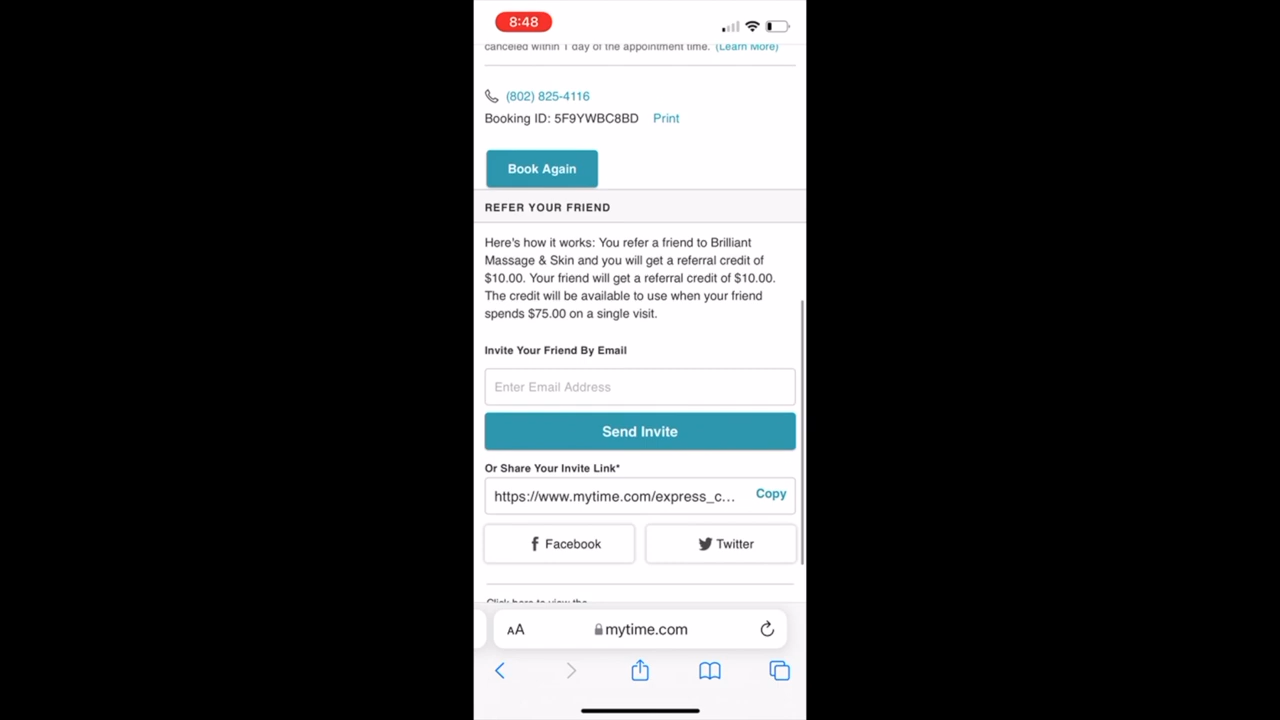 8:48
canceled within 1 day of the appointment time. (Learn More)
(802) 825-4116
Booking ID: 5F9YWBC8BD Print
Book Again
REFER YOUR FRIEND
Here's how it works: You refer a friend to Brilliant
Massage & Skin and you will get a referral credit of
$10.00. Your friend will get a referral credit of $10.00.
The credit will be available to use when your friend
spends $75.00 on a single visit.
Invite Your Friend By Email
Enter Email Address
Send Invite
Or Share Your Invite Link*
https://www.mytime.com/express_c... Copy
Facebook Twitter
Click here to view the
AA mytime.com